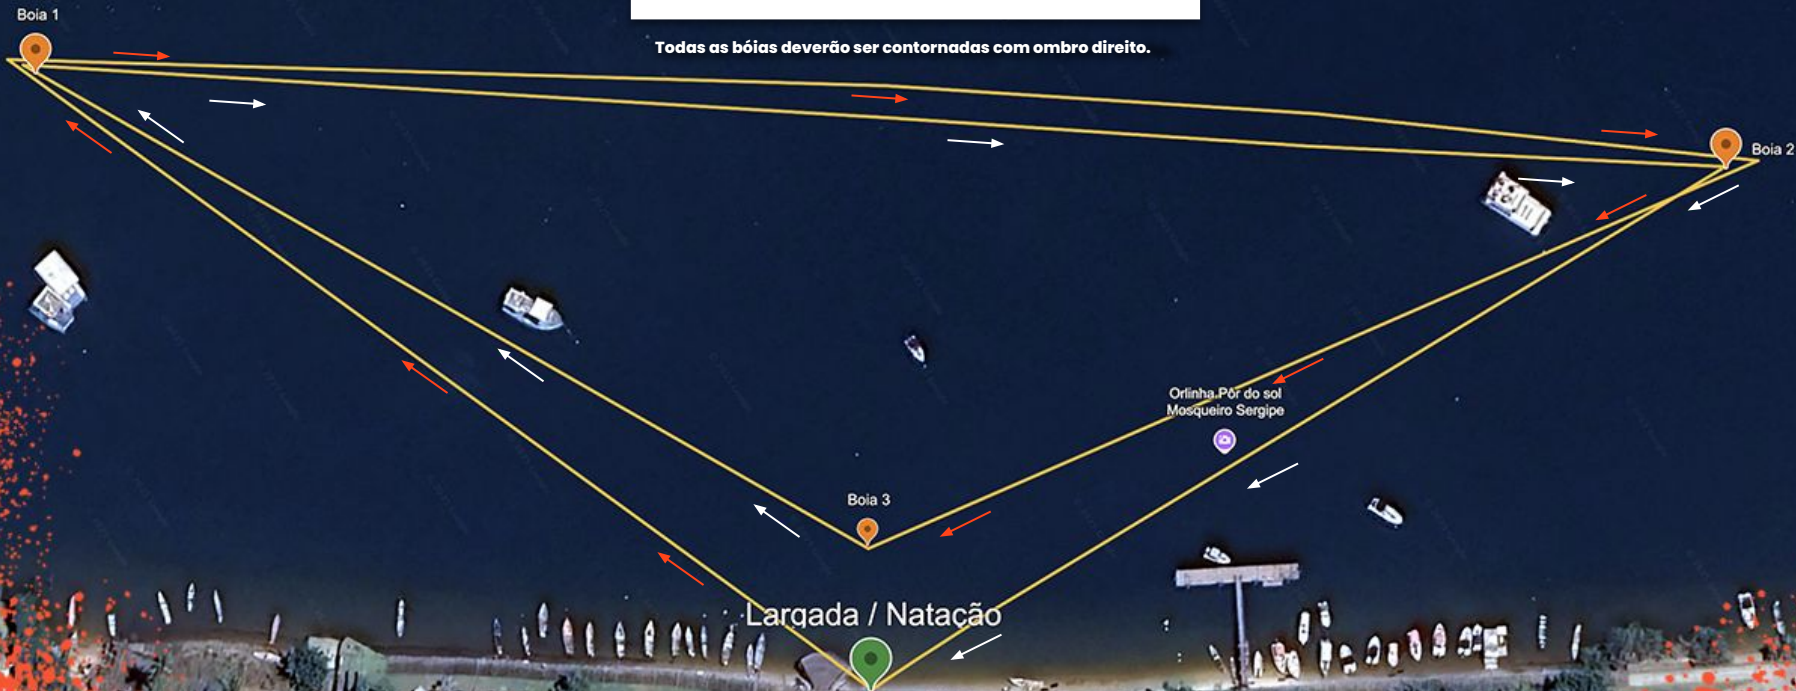 Boia 1
Todas as bóias deverão ser contornadas com ombro direito.
Boia 2
Orlinha Pôr do sol
Mosqueiro Sergipe
Boia 3
Largada / Natação